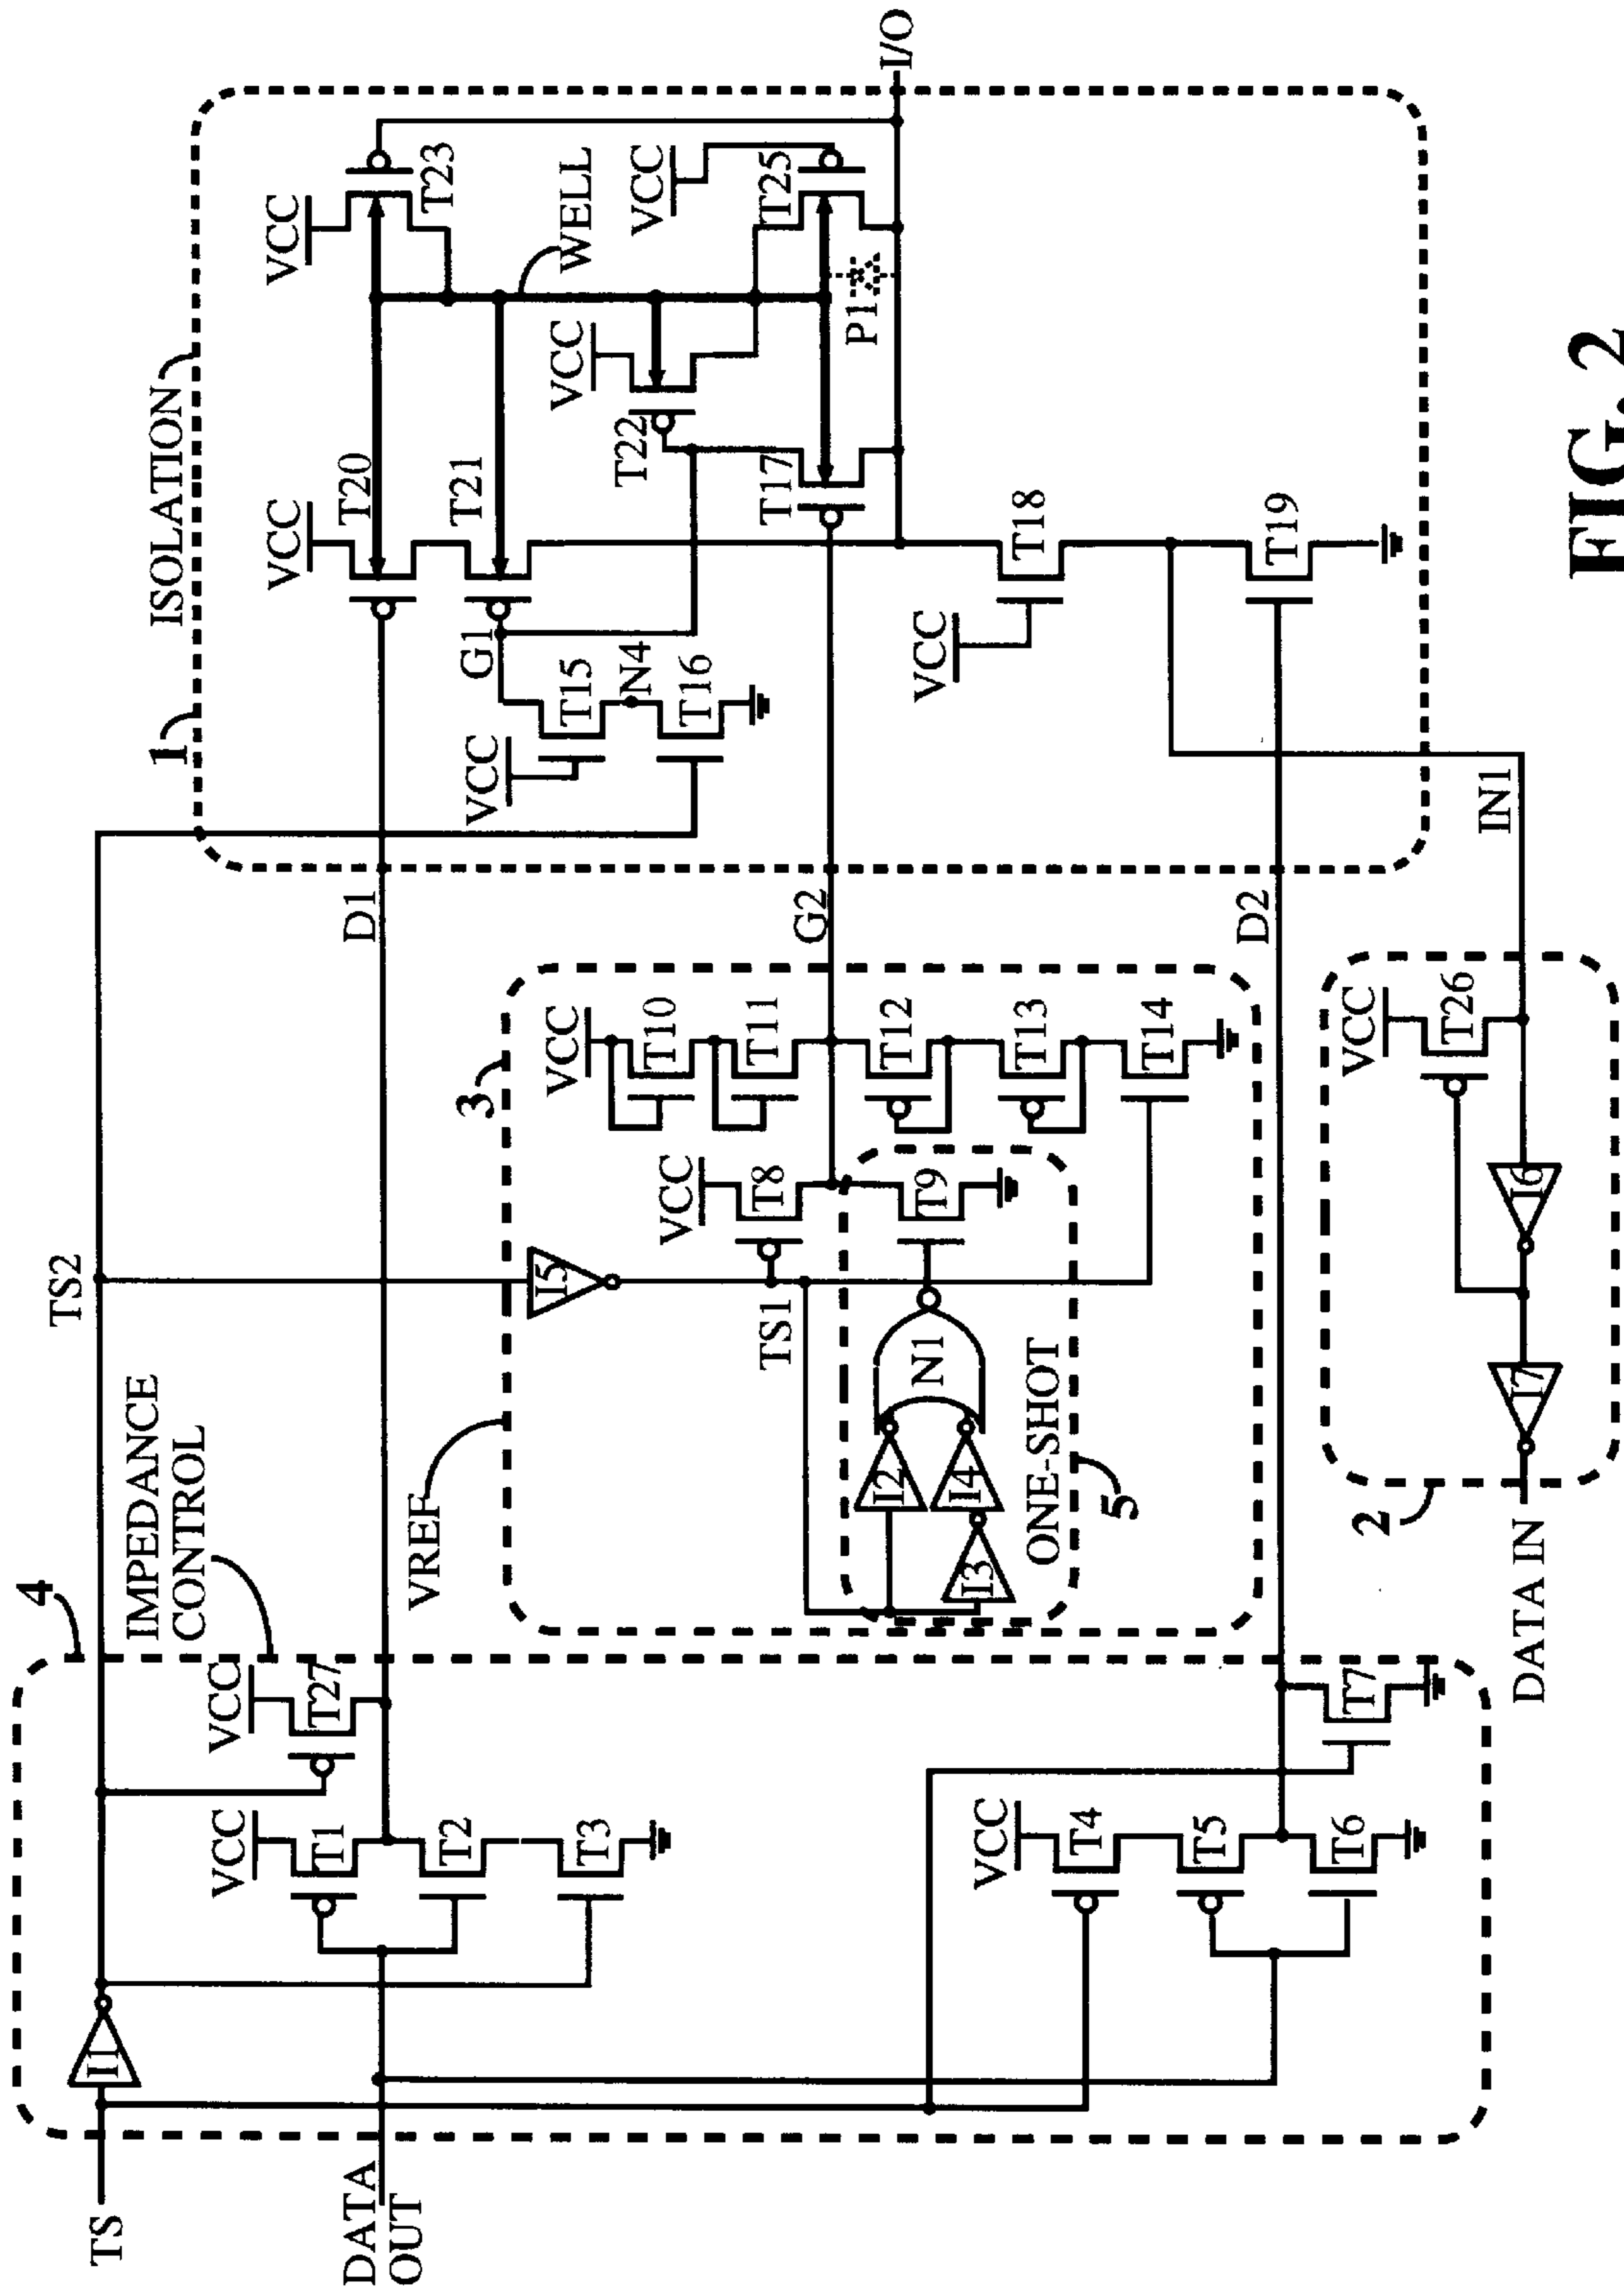 TS
DATA
OUT
4
IMPEDANCE
CONTROL
I1
TS2
VCC
T27
VCC
T1
T2
T3
VCC
T4
T5
T6
T7
D1
VREF
3
I5
TS1
VCC
T8
T9
VCC
T10
T11
T12
T13
T14
G2
I2
I3
I4
N1
ONE-SHOT
5
D2
DATA IN
2
I7
I6
VCC
T26
IN1
1
ISOLATION
VCC
T20
T21
G1
VCC
T15
N4
T16
VCC
T23
WELL
VCC
T22
VCC
T25
T17
P1
I/O
VCC
T18
T19
FIG. 2